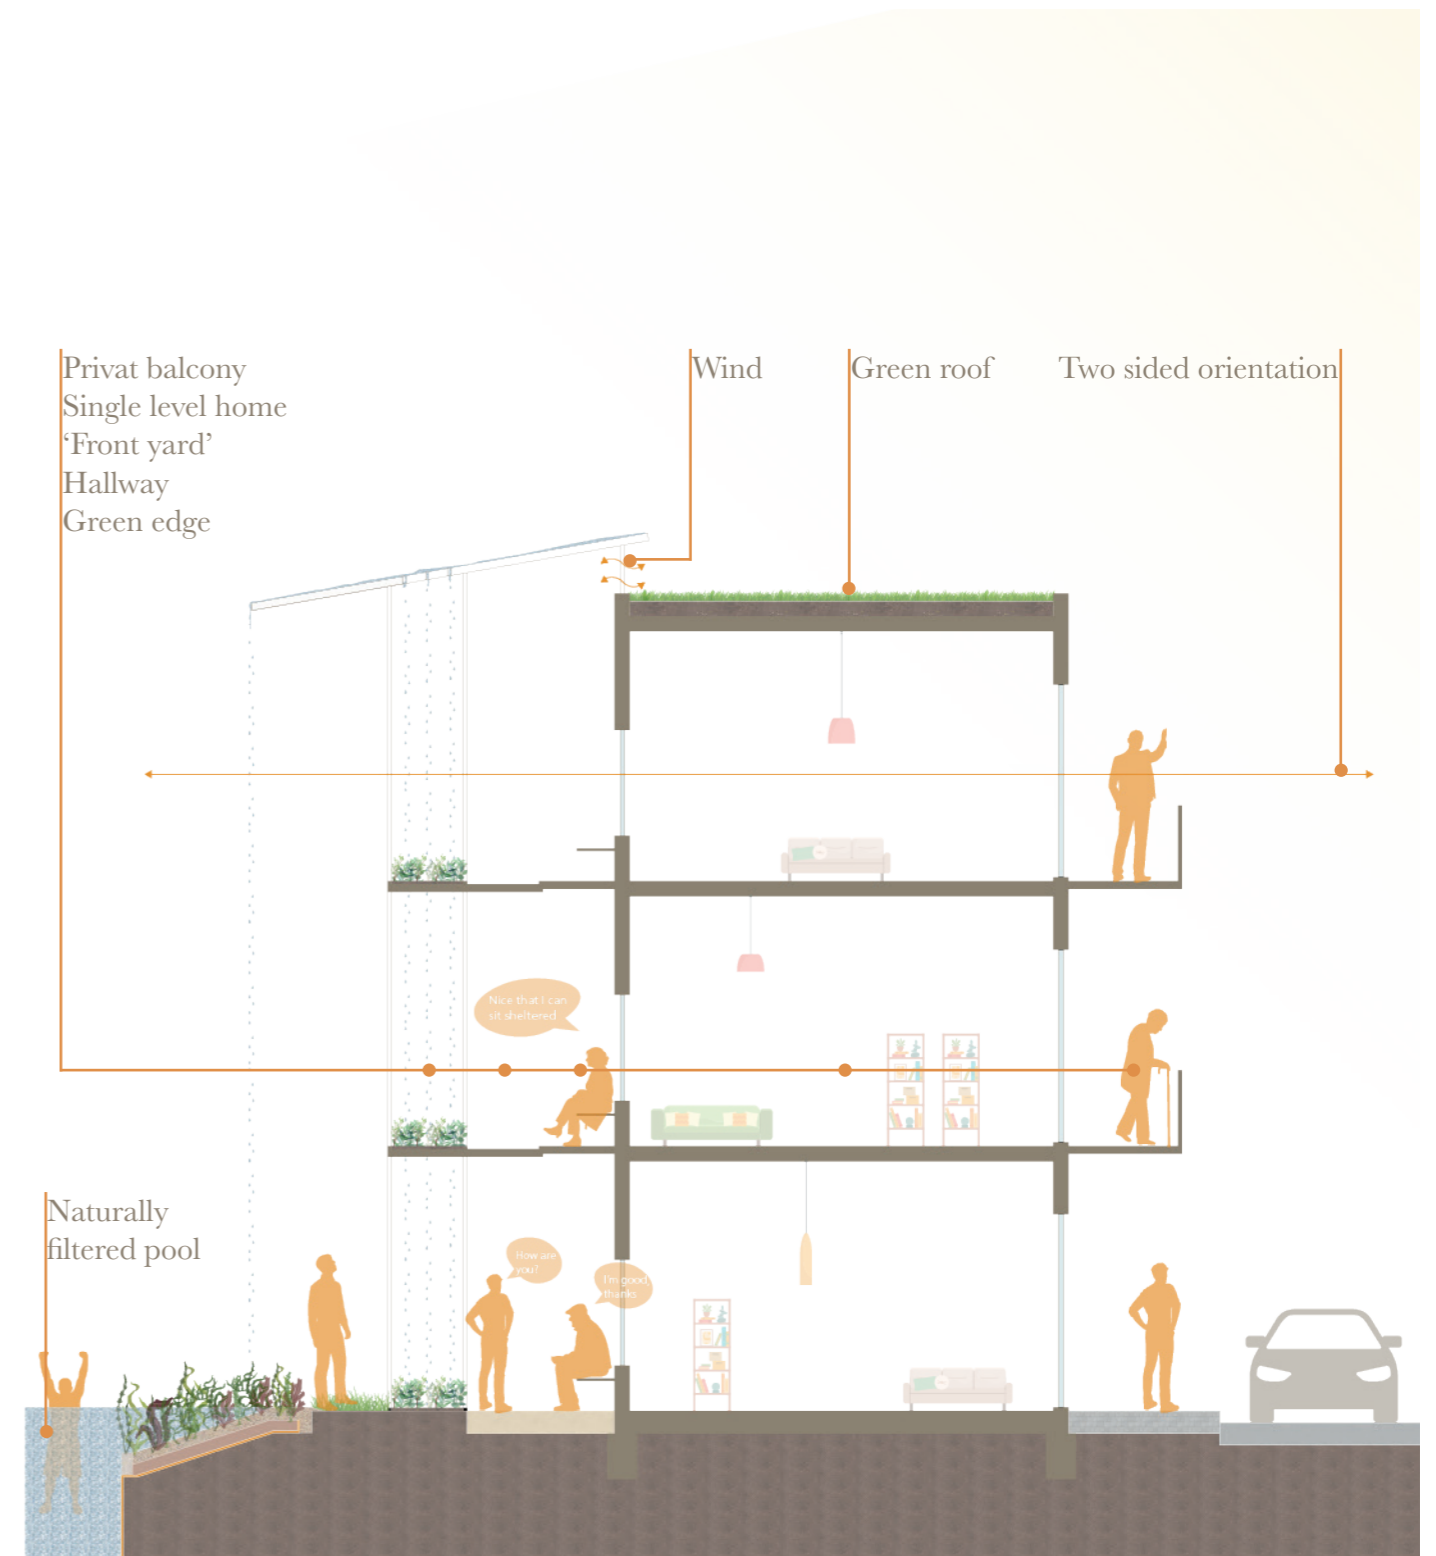 Privat balcony
Single level home
‘Front yard’
Hallway
Green edge
Wind
Green roof
Two sided orientation
Nice that I can
sit sheltered
Naturally
filtered pool
How are
you?
I'm good,
thanks